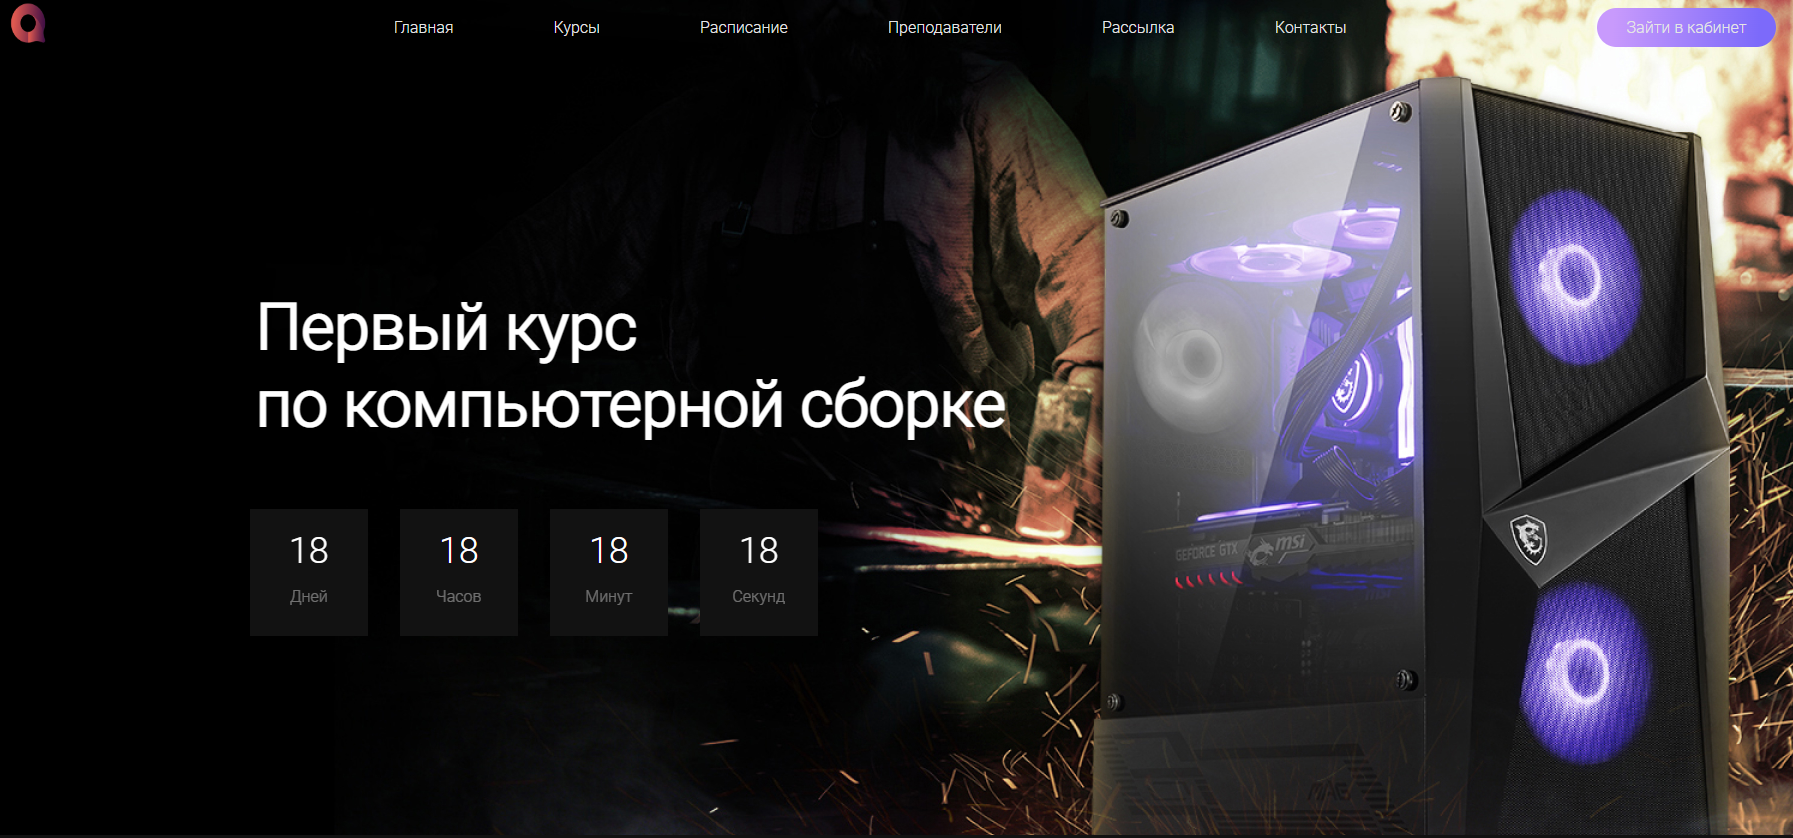 Главная Курсы Расписание Преподаватели Рассылка Контакты Зайти в кабинет
Первый курс
по компьютерной сборке
18 18 18 18
Дней Часов Минут Секунд
GEFORCE GTX msi
MAG